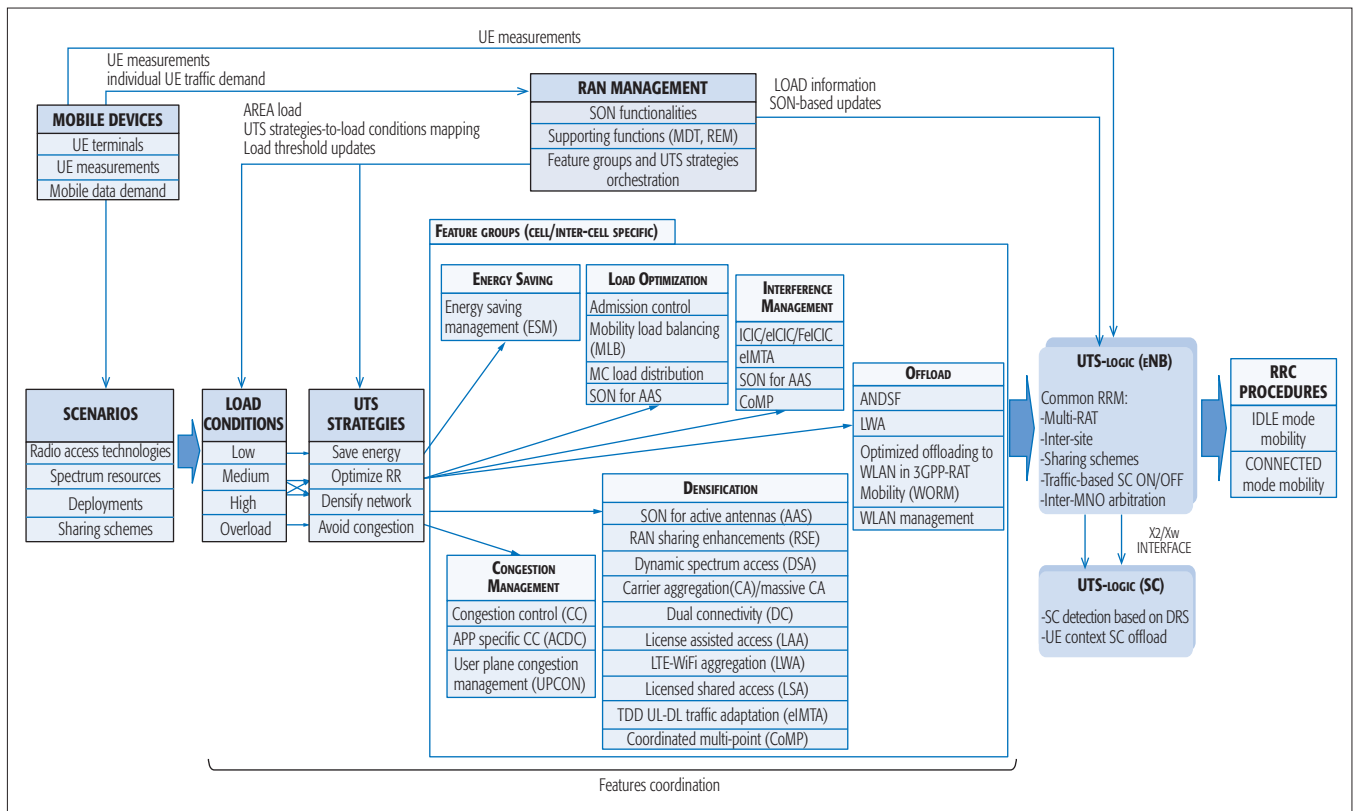 UE measurements
UE measurements
individual UE traffic demand
MOBILE DEVICES
UE terminals
UE measurements
Mobile data demand
AREA load
UTS strategies-to-load conditions mapping
Load threshold updates
RAN MANAGEMENT
SON functionalities
Supporting functions (MDT, REM)
Feature groups and UTS strategies
orchestration
LOAD information
SON-based updates
FEATURE GROUPS (CELL/INTER-CELL SPECIFIC)
ENERGY SAVING
Energy saving
management (ESM)
LOAD OPTIMIZATION
Admission control
Mobility load balancing
(MLB)
MC load distribution
SON for AAS
INTERFERENCE
MANAGEMENT
ICIC/eICIC/FeICIC
eIMTA
SON for AAS
CoMP
OFFLOAD
ANDSF
LWA
Optimized offloading to
WLAN in 3GPP-RAT
Mobility (WORM)
WLAN management
SCENARIOS
Radio access technologies
Spectrum resources
Deployments
Sharing schemes
LOAD
CONDITIONS
Low
Medium
High
Overload
UTS
STRATEGIES
Save energy
Optimize RR
Densify network
Avoid congestion
CONGESTION
MANAGEMENT
Congestion control (CC)
APP specific CC (ACDC)
User plane congestion
management (UPCON)
DENSIFICATION
SON for active antennas (AAS)
RAN sharing enhancements (RSE)
Dynamic spectrum access (DSA)
Carrier aggregation(CA)/massive CA
Dual connectivity (DC)
License assisted access (LAA)
LTE-WiFi aggregation (LWA)
Licensed shared access (LSA)
TDD UL-DL traffic adaptation (eIMTA)
Coordinated multi-point (CoMP)
UTS-LOGIC (eNB)
Common RRM:
-Multi-RAT
-Inter-site
-Sharing schemes
-Traffic-based SC ON/OFF
-Inter-MNO arbitration
X2/Xw
INTERFACE
UTS-LOGIC (SC)
-SC detection based on DRS
-UE context SC offload
RRC
PROCEDURES
IDLE mode
mobility
CONNECTED
mode mobility
Features coordination